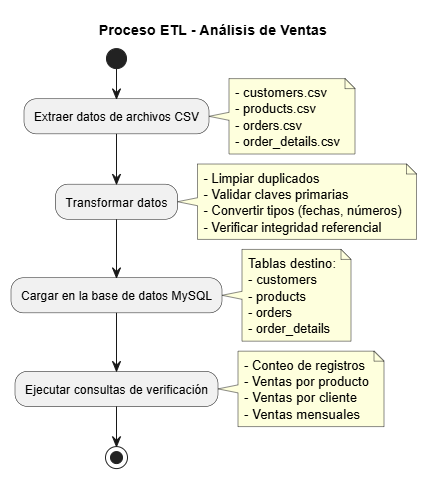 Proceso ETL - Análisis de Ventas
Extraer datos de archivos CSV
- customers.csv
- products.csv
- orders.csv
- order_details.csv
Transformar datos
- Limpiar duplicados
- Validar claves primarias
- Convertir tipos (fechas, números)
- Verificar integridad referencial
Cargar en la base de datos MySQL
Tablas destino:
- customers
- products
- orders
- order_details
Ejecutar consultas de verificación
- Conteo de registros
- Ventas por producto
- Ventas por cliente
- Ventas mensuales